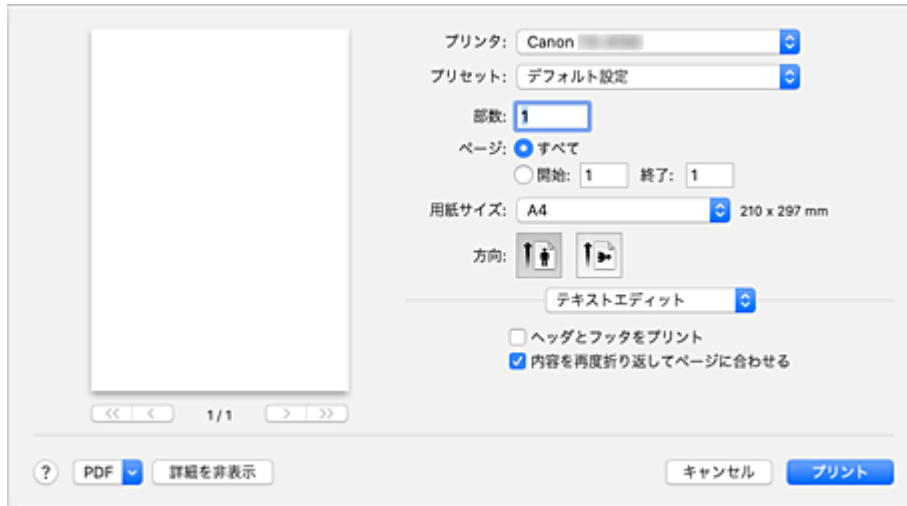 プリンタ: Canon
プリセット: デフォルト設定
部数: 1
ページ: すべて
開始: 1 終了: 1
用紙サイズ: A4 210 x 297 mm
方向:
テキストエディット
ヘッダとフッタをプリント
内容を再度折り返してページに合わせる
<< < 1 / 1 > >>
? PDF 詳細を非表示 キャンセル プリント